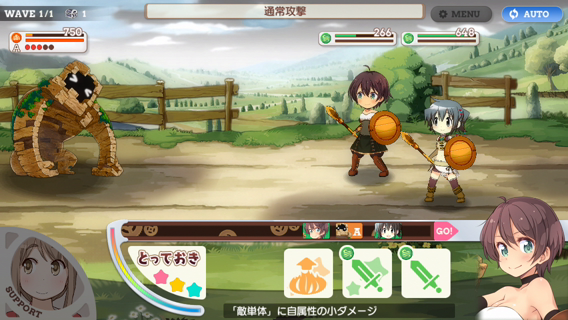 WAVE 1/1 1
通常攻撃
MENU
AUTO
750
A
266
648
A
GO!
とっておき
SUPPORT
「敵単体」に自属性の小ダメージ